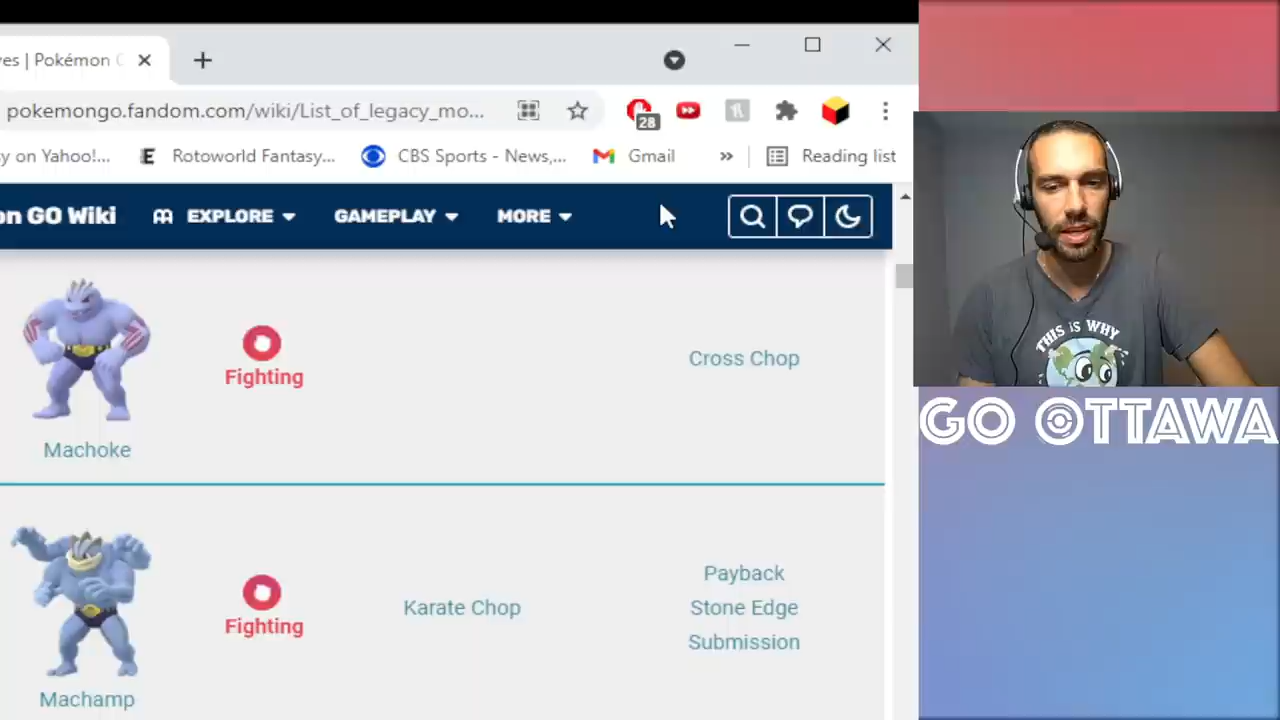 ves | Pokémon G
pokemongo.fandom.com/wiki/List_of_legacy_mo...
28
y on Yahoo!...
Rotoworld Fantasy...
CBS Sports - News,...
Gmail
»
Reading list
on GO Wiki
EXPLORE
GAMEPLAY
MORE
Machoke
Fighting
Cross Chop
Machamp
Fighting
Karate Chop
Payback
Stone Edge
Submission
THIS IS WHY
GO OTTAWA